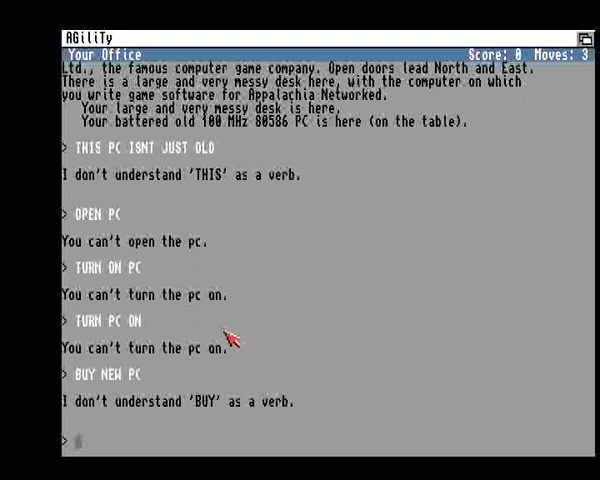 AGiliTy
Your Office Score: 0 Moves: 3
Ltd., the famous computer game company. Open doors lead North and East.
There is a large and very messy desk here, with the computer on which
you write game software for Appalachia Networked.
Your large and very messy desk is here.
Your battered old 100 MHz 80586 PC is here (on the table).
> THIS PC ISNT JUST OLD
I don't understand 'THIS' as a verb.
> OPEN PC
You can't open the pc.
> TURN ON PC
You can't turn the pc on.
> TURN PC ON
You can't turn the pc on.
> BUY NEW PC
I don't understand 'BUY' as a verb.
>